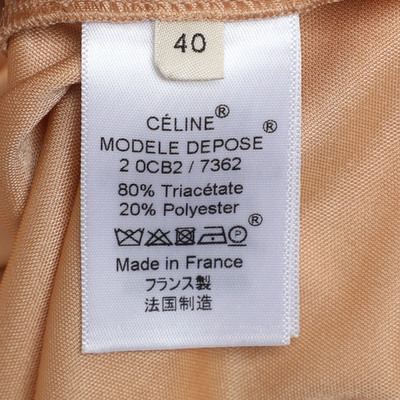 40
CÉLINE®
MODELE DEPOSE®
2 0CB2 / 7362
80% Triacétate
20% Polyester
P ®
Made in France
フランス製
法国制造